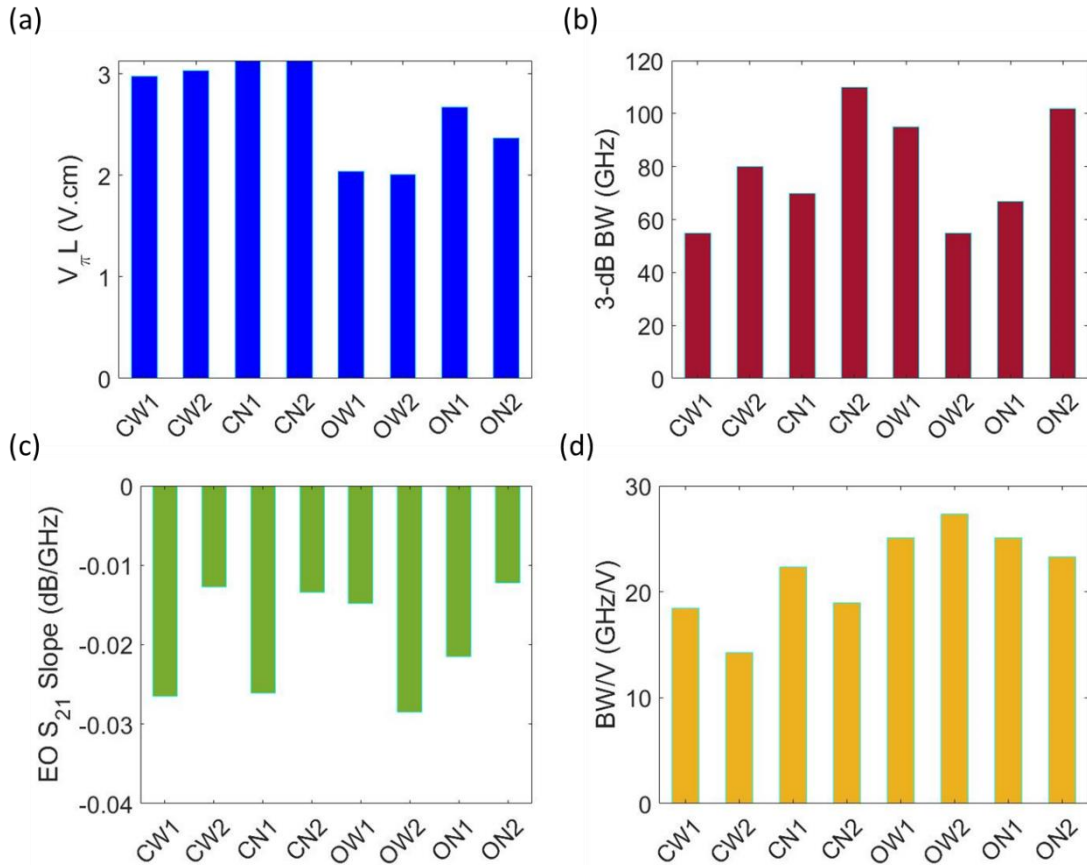 (a)
V_πL (V.cm)
3
2
1
0
CW1 CW2 CN1 CN2 OW1 OW2 ON1 ON2
(b)
3-dB BW (GHz)
120
100
80
60
40
20
0
CW1 CW2 CN1 CN2 OW1 OW2 ON1 ON2
(c)
EO S_21 Slope (dB/GHz)
0
-0.01
-0.02
-0.03
-0.04
CW1 CW2 CN1 CN2 OW1 OW2 ON1 ON2
(d)
BW/V (GHz/V)
30
20
10
0
CW1 CW2 CN1 CN2 OW1 OW2 ON1 ON2